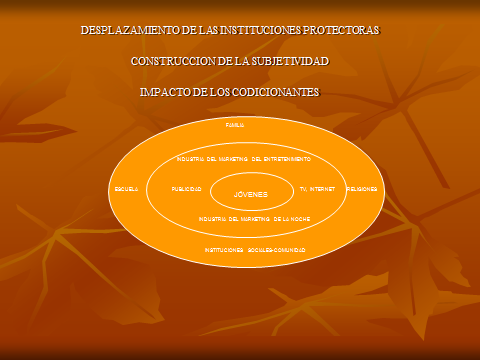 DESPLAZAMIENTO DE LAS INSTITUCIONES PROTECTORAS
CONSTRUCCION DE LA SUBJETIVIDAD
IMPACTO DE LOS CODICIONANTES
FAMILIA
INDUSTRIA DEL MARKETING DEL ENTRETENIMIENTO
ESCUELA
PUBLICIDAD
JÓVENES
TV, INTERNET
RELIGIONES
INDUSTRIA DEL MARKETING DE LA NOCHE
INSTITUCIONES SOCIALES-COMUNIDAD